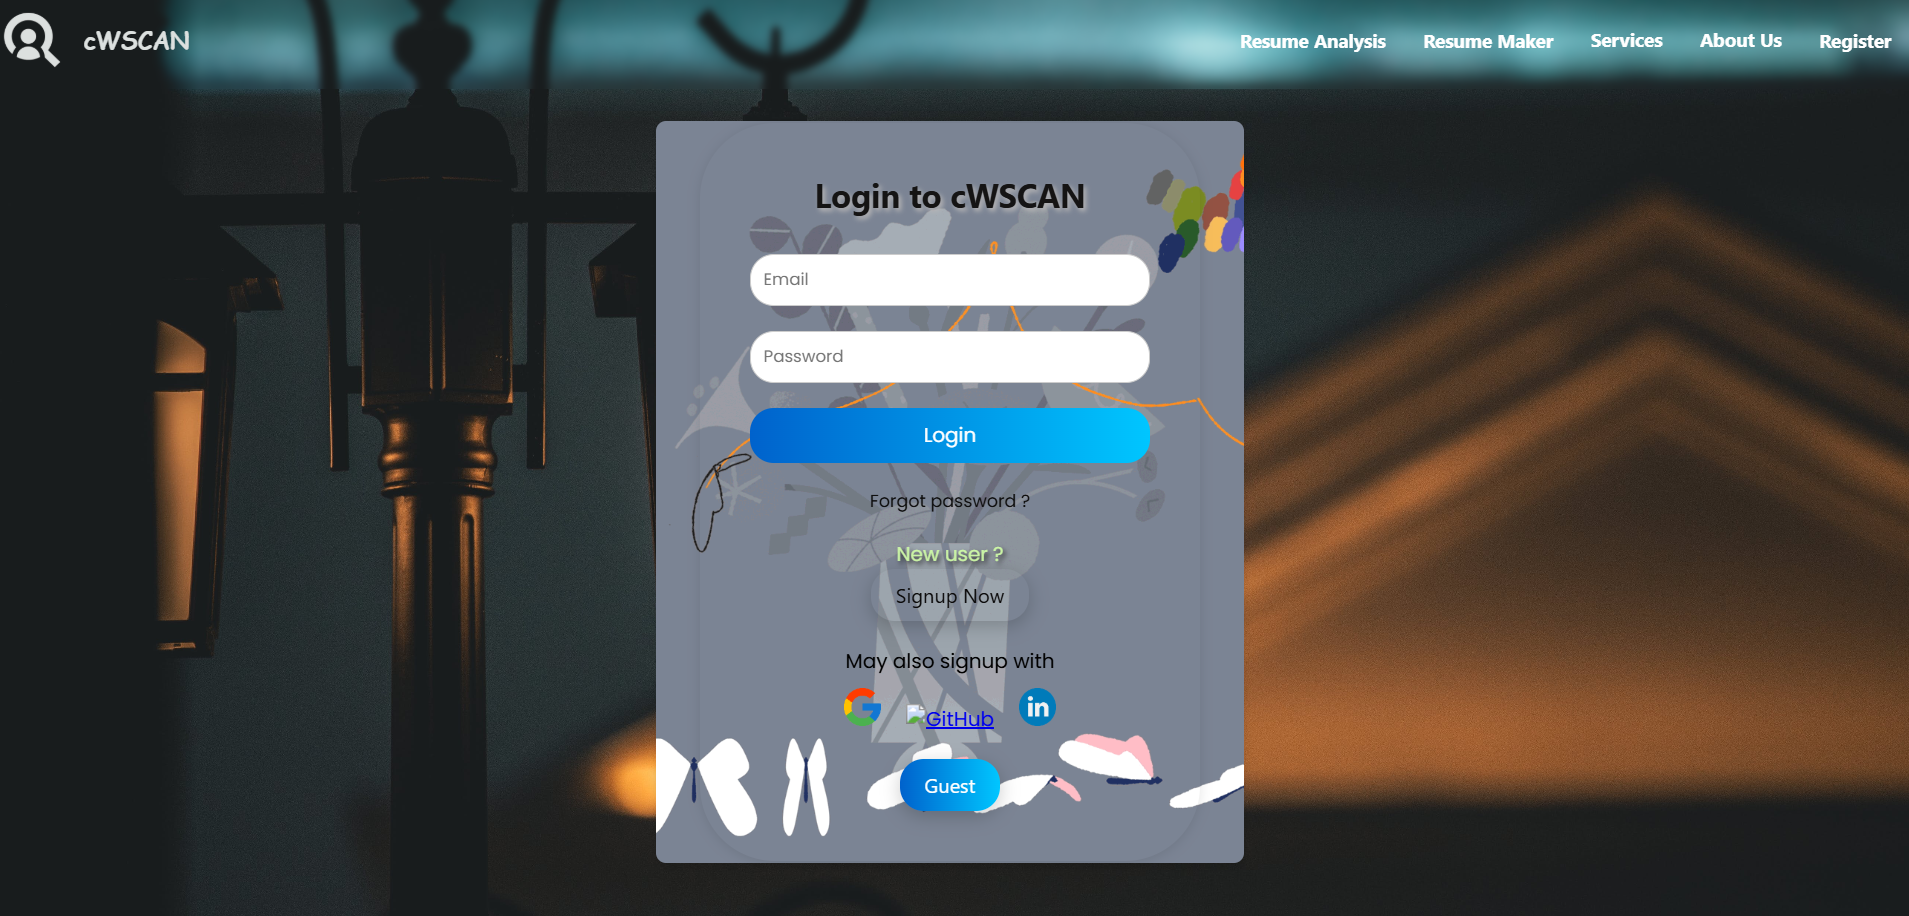 cWSCAN
Resume Analysis
Resume Maker
Services
About Us
Register
Login to cWSCAN
Email
Password
Login
Forgot password ?
New user ?
Signup Now
May also signup with
GitHub
in
Guest